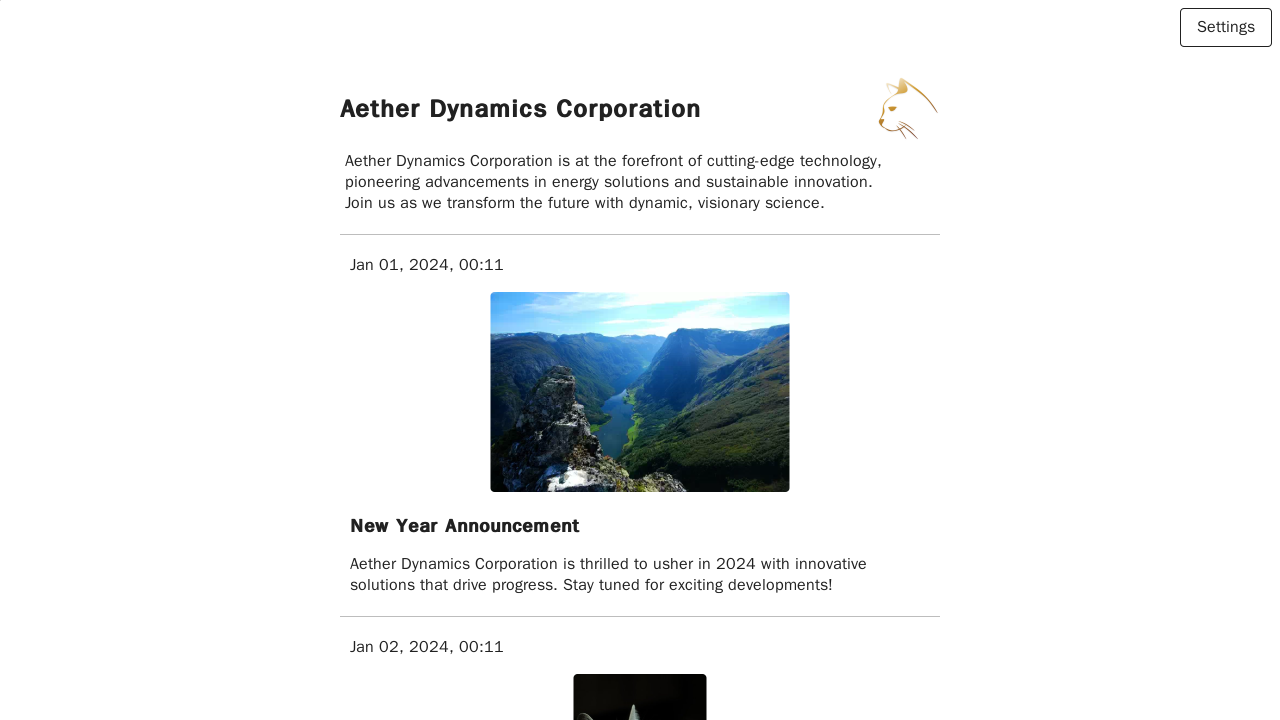 Settings
Aether Dynamics Corporation
Aether Dynamics Corporation is at the forefront of cutting-edge technology,
pioneering advancements in energy solutions and sustainable innovation.
Join us as we transform the future with dynamic, visionary science.
Jan 01, 2024, 00:11
New Year Announcement
Aether Dynamics Corporation is thrilled to usher in 2024 with innovative
solutions that drive progress. Stay tuned for exciting developments!
Jan 02, 2024, 00:11